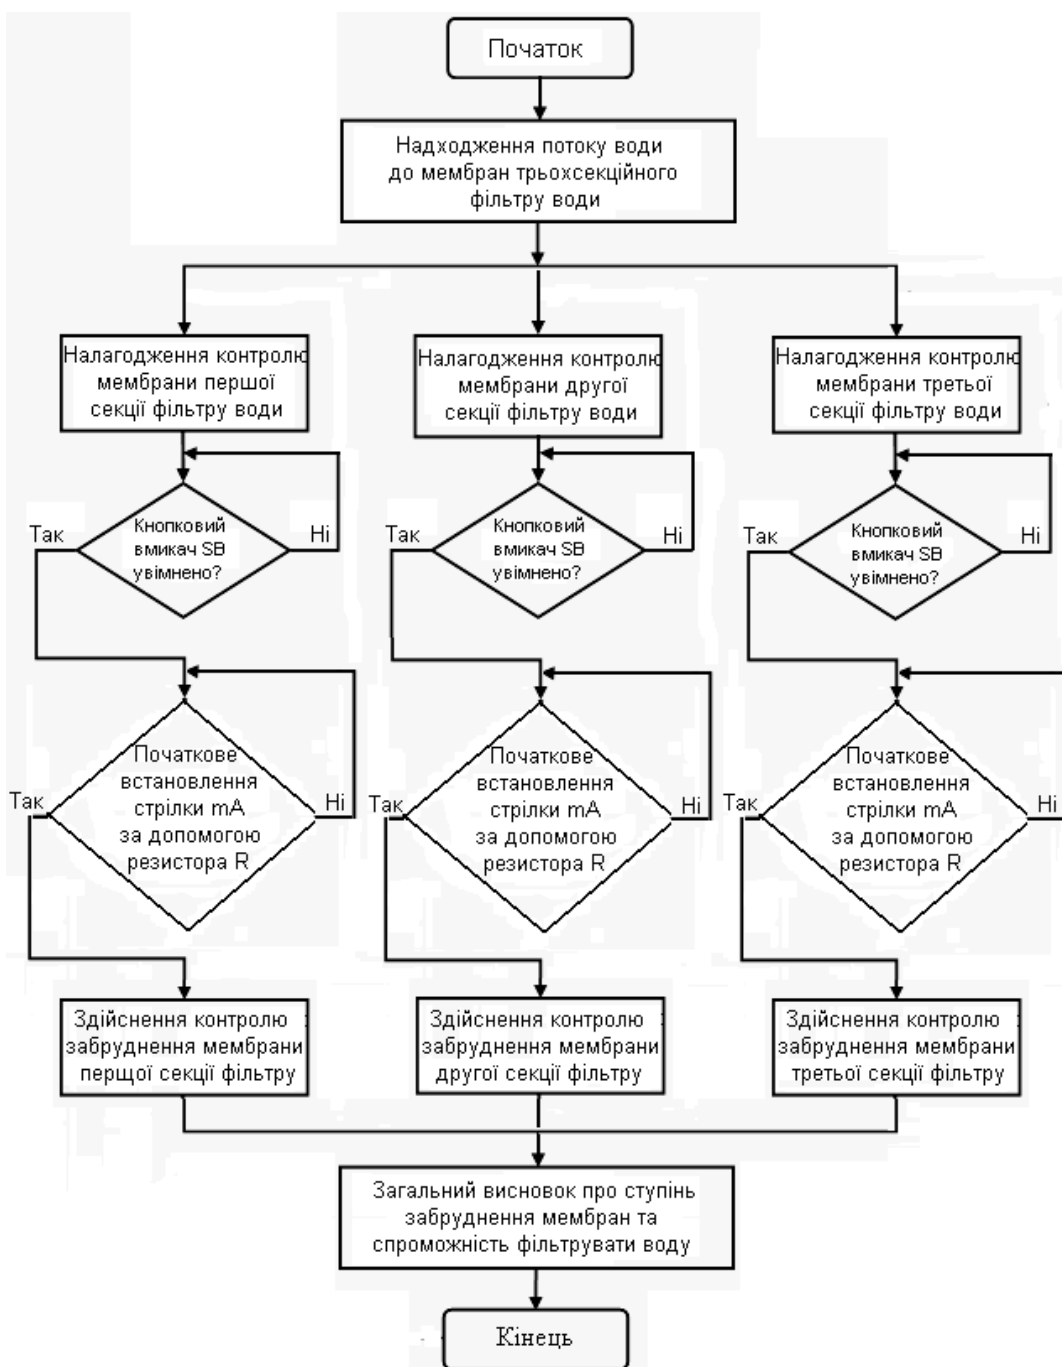 Початок
Надходження потоку води
до мембран трьохсекційного
фільтру води
Налагодження контролю
мембрани першої
секції фільтру води
Налагодження контролю
мембрани другої
секції фільтру води
Налагодження контролю
мембрани третьої
секції фільтру води
Так
Кнопковий
вмикач SB
увімнено?
Ні
Так
Кнопковий
вмикач SB
увімнено?
Ні
Так
Кнопковий
вмикач SB
увімнено?
Ні
Так
Початкове
встановлення
стрілки mA
за допомогою
резистора R
Ні
Так
Початкове
встановлення
стрілки mA
за допомогою
резистора R
Ні
Так
Початкове
встановлення
стрілки mA
за допомогою
резистора R
Ні
Здійснення контролю
забруднення мембрани
перщої секції фільтру
Здійснення контролю
забруднення мембрани
другої секції фільтру
Здійснення контролю
забруднення мембрани
третьої секції фільтру
Загальний висновок про ступінь
забруднення мембран та
спроможність фільтрувати воду
Кінець